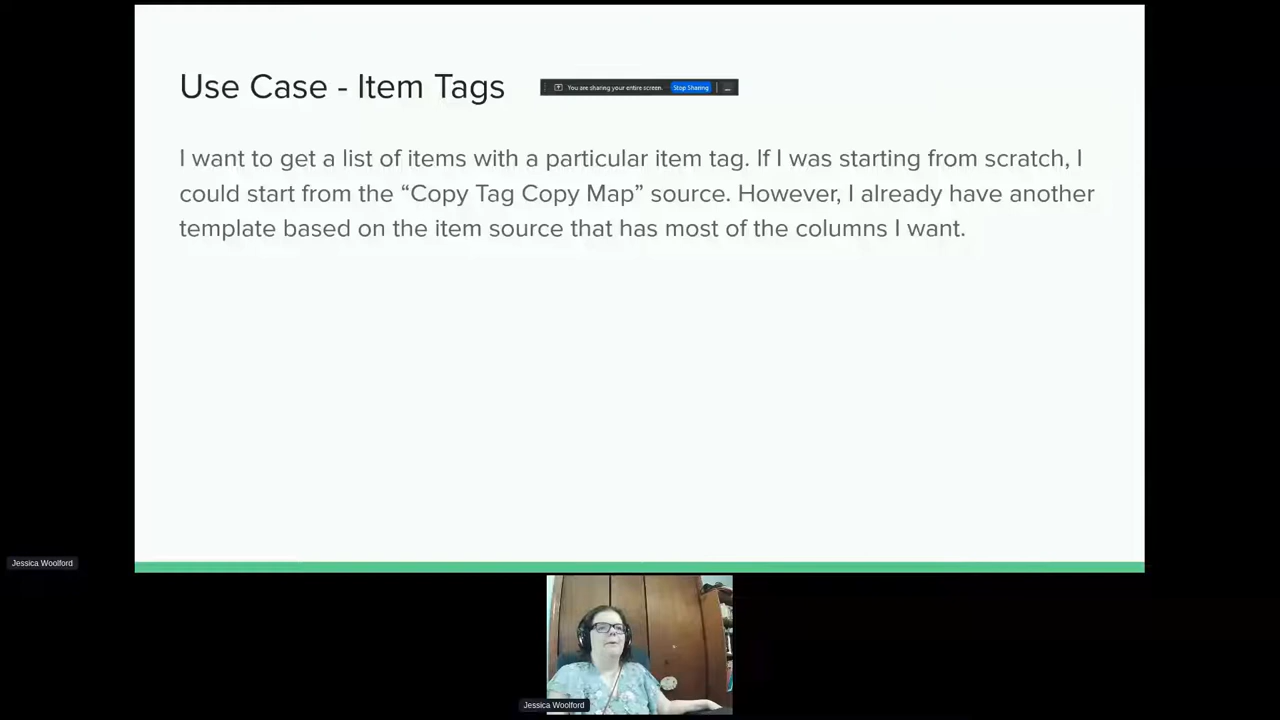 Use Case - Item Tags
You are sharing your entire screen. Stop Sharing
I want to get a list of items with a particular item tag. If I was starting from scratch, I
could start from the “Copy Tag Copy Map” source. However, I already have another
template based on the item source that has most of the columns I want.
Jessica Woolford
Jessica Woolford